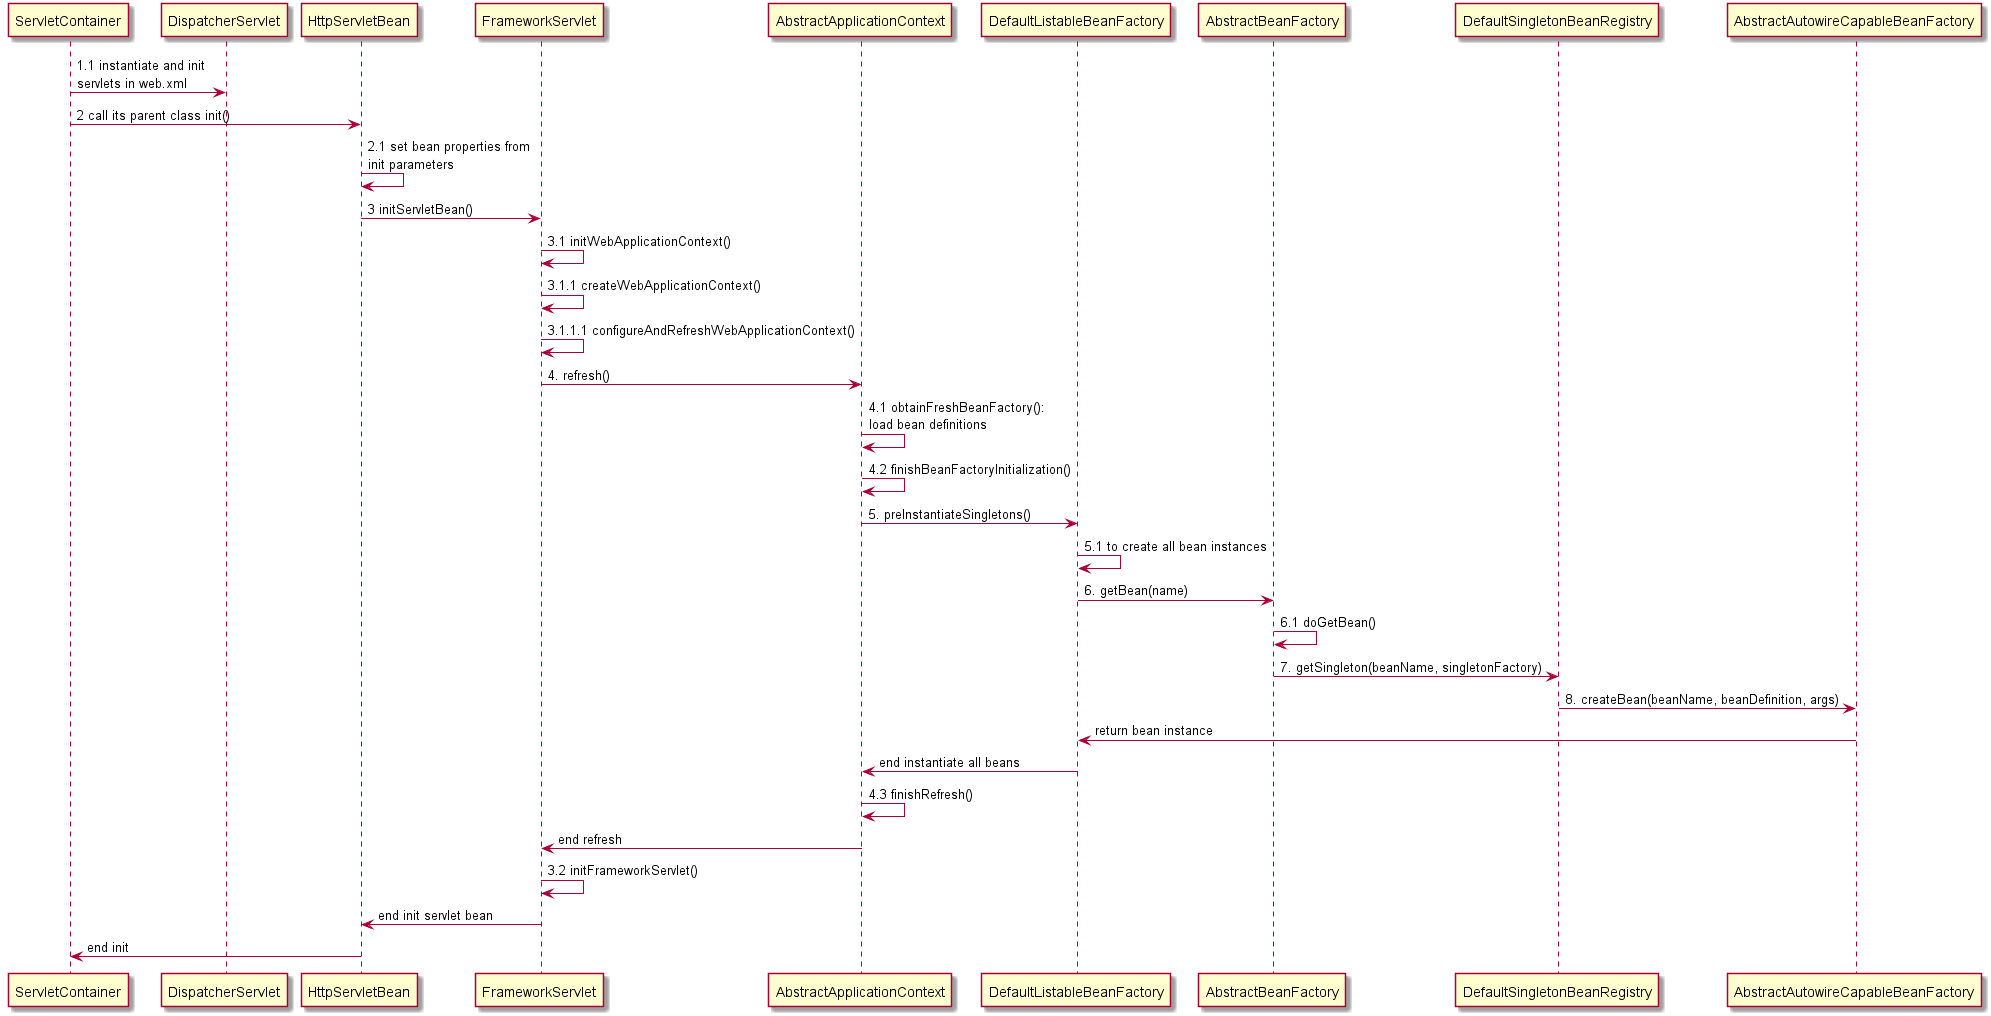 ServletContainer
DispatcherServlet
HttpServletBean
FrameworkServlet
AbstractApplicationContext
DefaultListableBeanFactory
AbstractBeanFactory
DefaultSingletonBeanRegistry
AbstractAutowireCapableBeanFactory
1.1 instantiate and init
servlets in web.xml
2 call its parent class init()
2.1 set bean properties from
init parameters
3 initServletBean()
3.1 initWebApplicationContext()
3.1.1 createWebApplicationContext()
3.1.1.1 configureAndRefreshWebApplicationContext()
4. refresh()
4.1 obtainFreshBeanFactory():
load bean definitions
4.2 finishBeanFactoryInitialization()
5. preInstantiateSingletons()
5.1 to create all bean instances
6. getBean(name)
6.1 doGetBean()
7. getSingleton(beanName, singletonFactory)
8. createBean(beanName, beanDefinition, args)
return bean instance
end instantiate all beans
4.3 finishRefresh()
end refresh
3.2 initFrameworkServlet()
end init servlet bean
end init
ServletContainer
DispatcherServlet
HttpServletBean
FrameworkServlet
AbstractApplicationContext
DefaultListableBeanFactory
AbstractBeanFactory
DefaultSingletonBeanRegistry
AbstractAutowireCapableBeanFactory